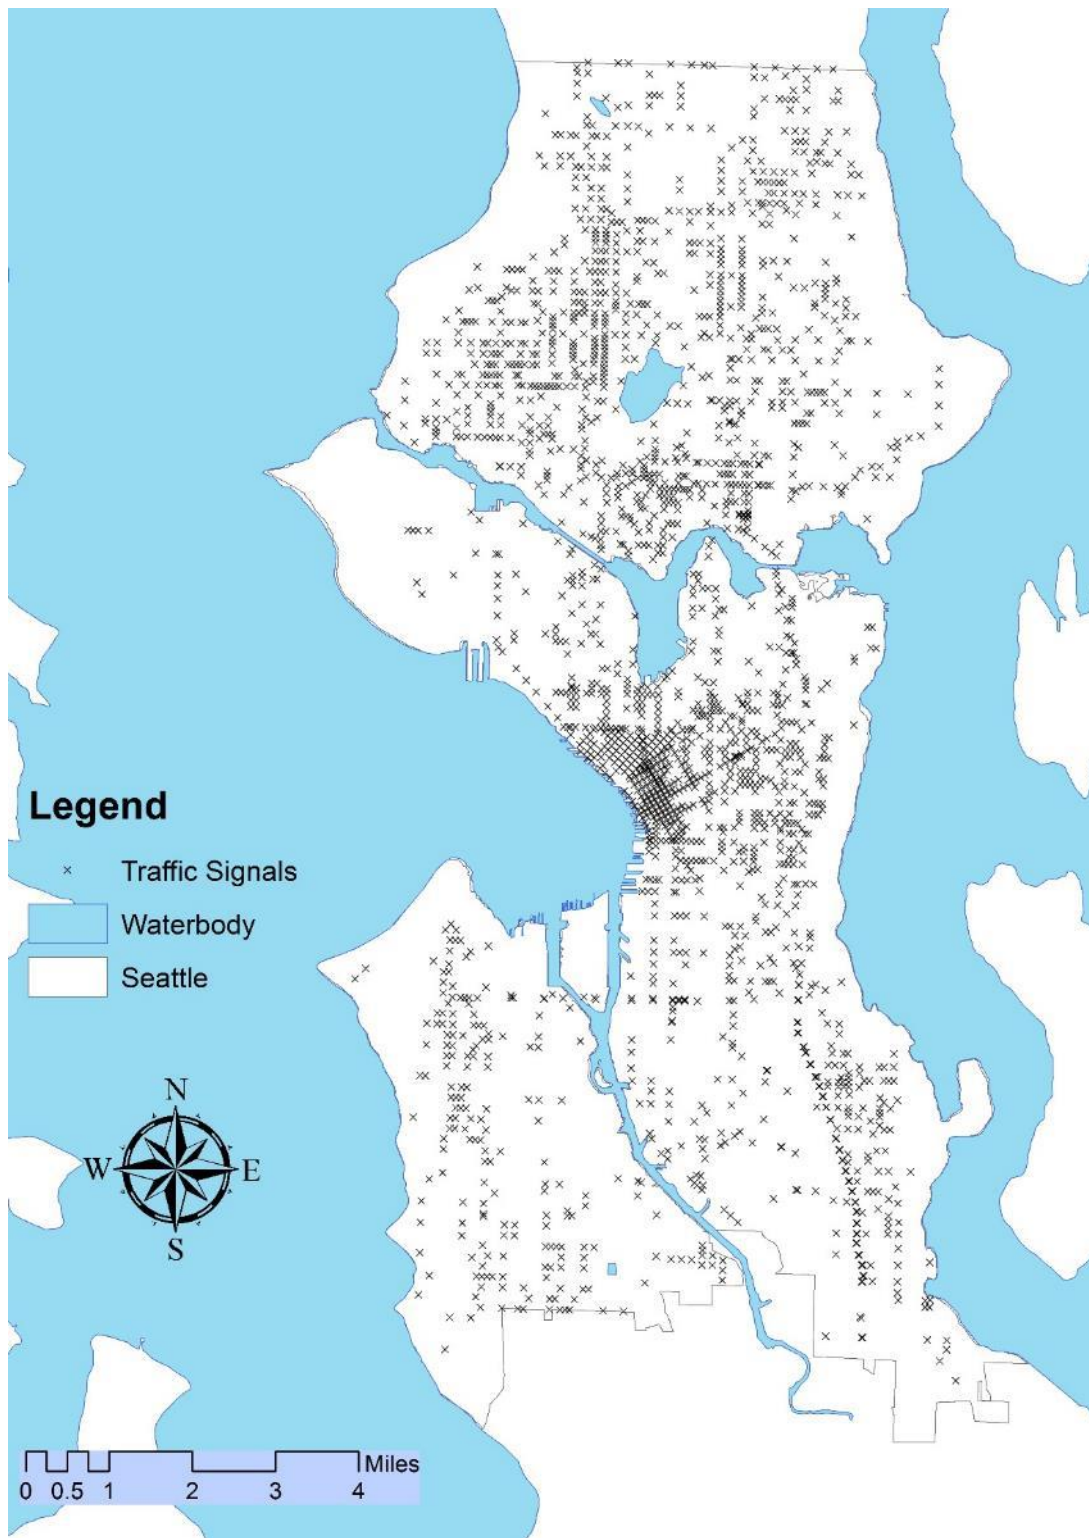 Legend
Traffic Signals
Waterbody
Seattle
N
W E
S
Miles
0 0.5 1 2 3 4